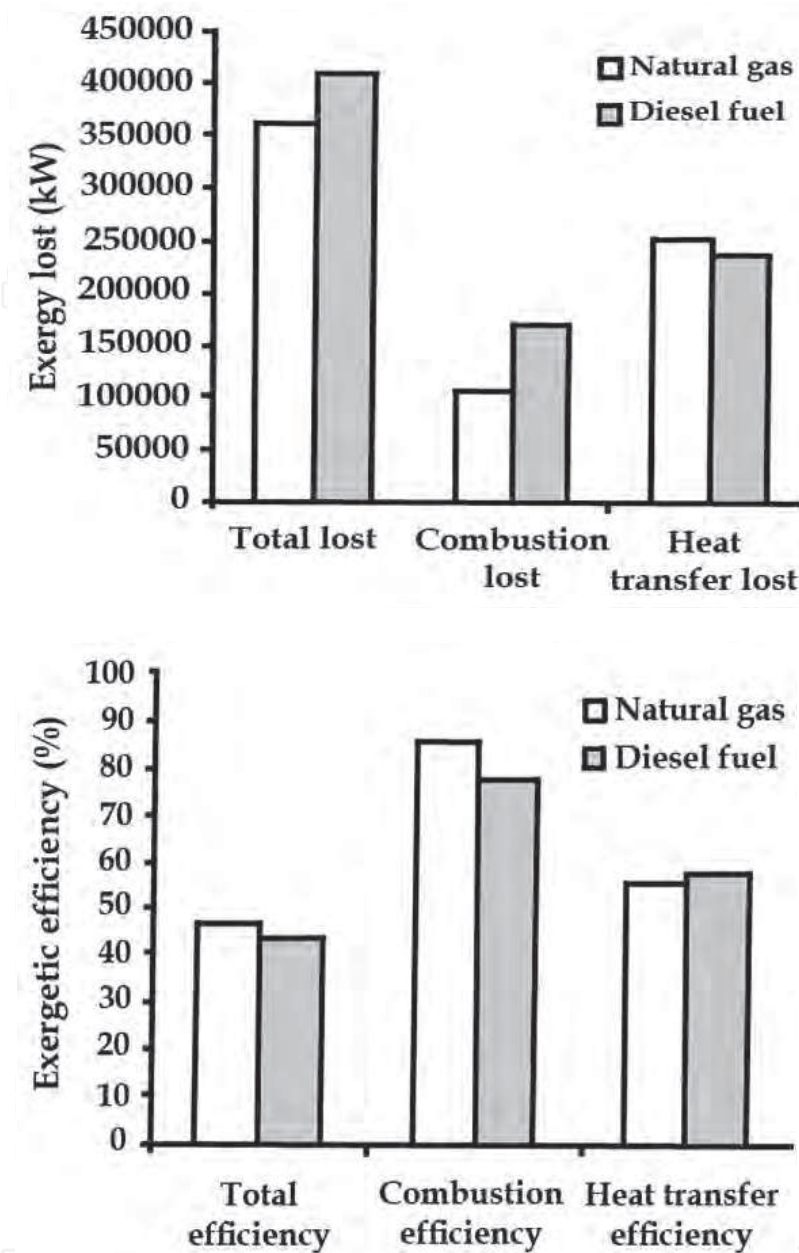 450000
400000
350000
300000
250000
200000
150000
100000
50000
0
Exergy lost (kW)
Natural gas
Diesel fuel
Total lost
Combustion
lost
Heat
transfer lost
100
90
80
70
60
50
40
30
20
10
0
Exergetic efficiency (%)
Natural gas
Diesel fuel
Total
efficiency
Combustion
efficiency
Heat transfer
efficiency